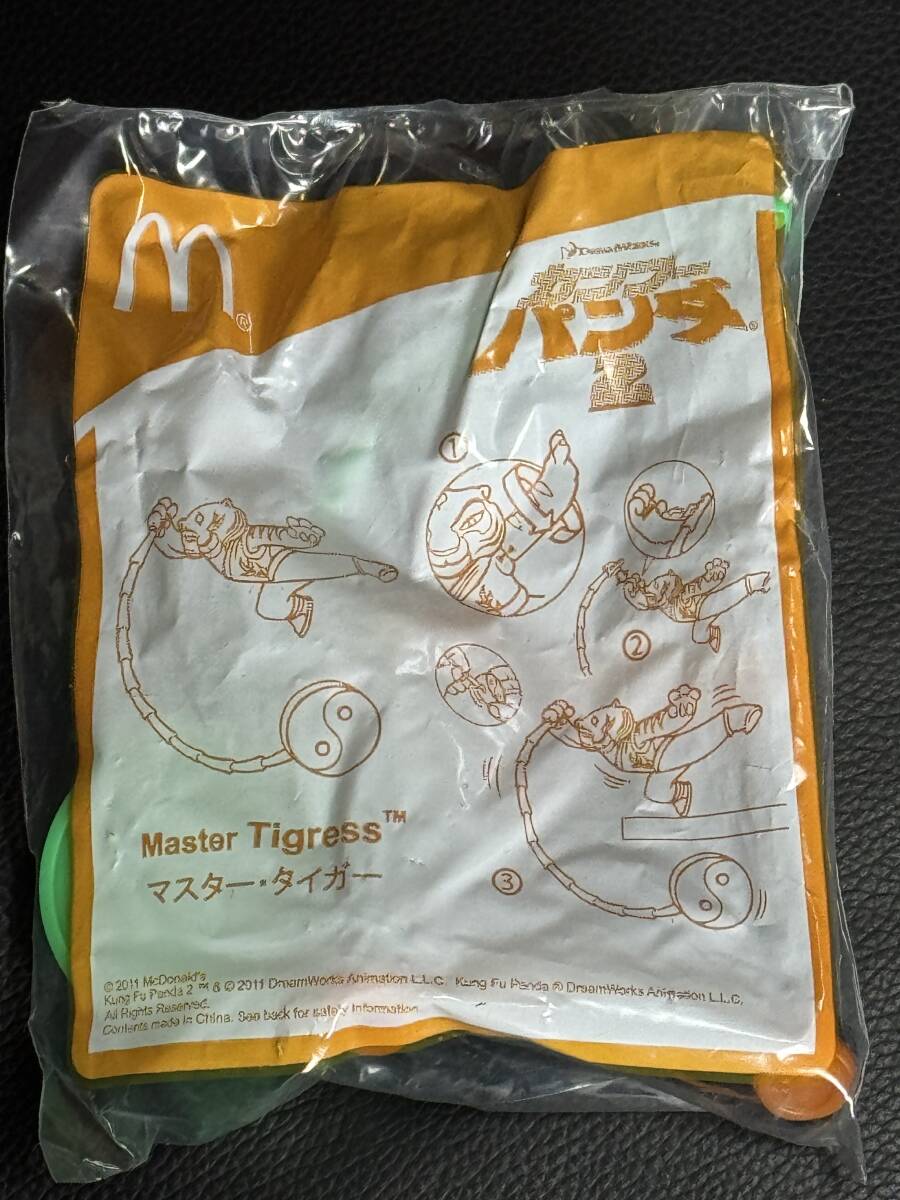 M®
DreamWorks
カンフー
パンダ®
2
①
②
③
Master Tigress™
マスター・タイガー
© 2011 McDonald's
Kung Fu Panda 2 ™ & © 2011 DreamWorks Animation L.L.C. Kung Fu Panda ® DreamWorks Animation L.L.C.
All Rights Reserved.
Contents made in China. See back for safety information.